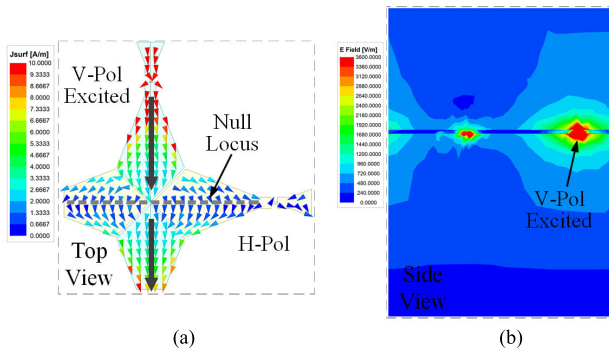 Jsurf [A/m]
10.0000
9.3333
8.6667
8.0000
7.3333
6.6667
6.0000
5.3333
4.6667
4.0000
3.3333
2.6667
2.0000
1.3333
0.6667
0.0000
V-Pol
Excited
Null
Locus
H-Pol
Top
View
(a)
E Field [V/m]
3600.0000
3360.0000
3120.0000
2880.0000
2640.0000
2400.0000
2160.0000
1920.0000
1680.0000
1440.0000
1200.0000
960.0000
720.0000
480.0000
240.0000
0.0000
V-Pol
Excited
Side
View
(b)